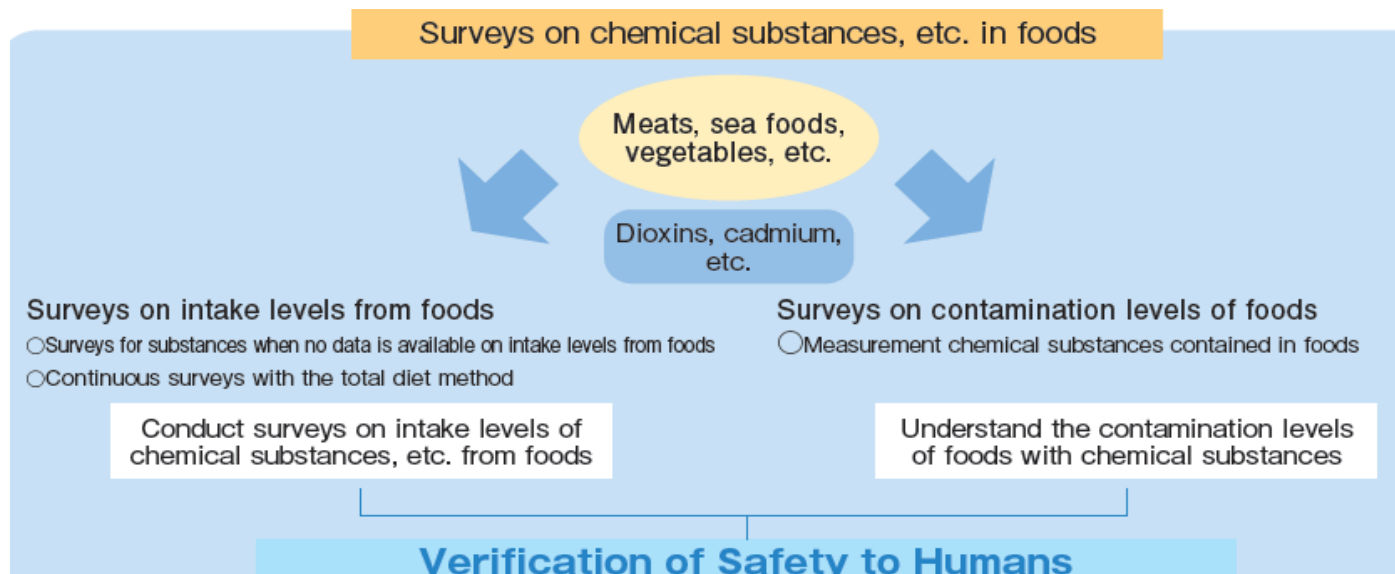 Surveys on chemical substances, etc. in foods
Meats, sea foods,
vegetables, etc.
Dioxins, cadmium,
etc.
Surveys on intake levels from foods
○Surveys for substances when no data is available on intake levels from foods
○Continuous surveys with the total diet method
Conduct surveys on intake levels of
chemical substances, etc. from foods
Surveys on contamination levels of foods
○Measurement chemical substances contained in foods
Understand the contamination levels
of foods with chemical substances
Verification of Safety to Humans